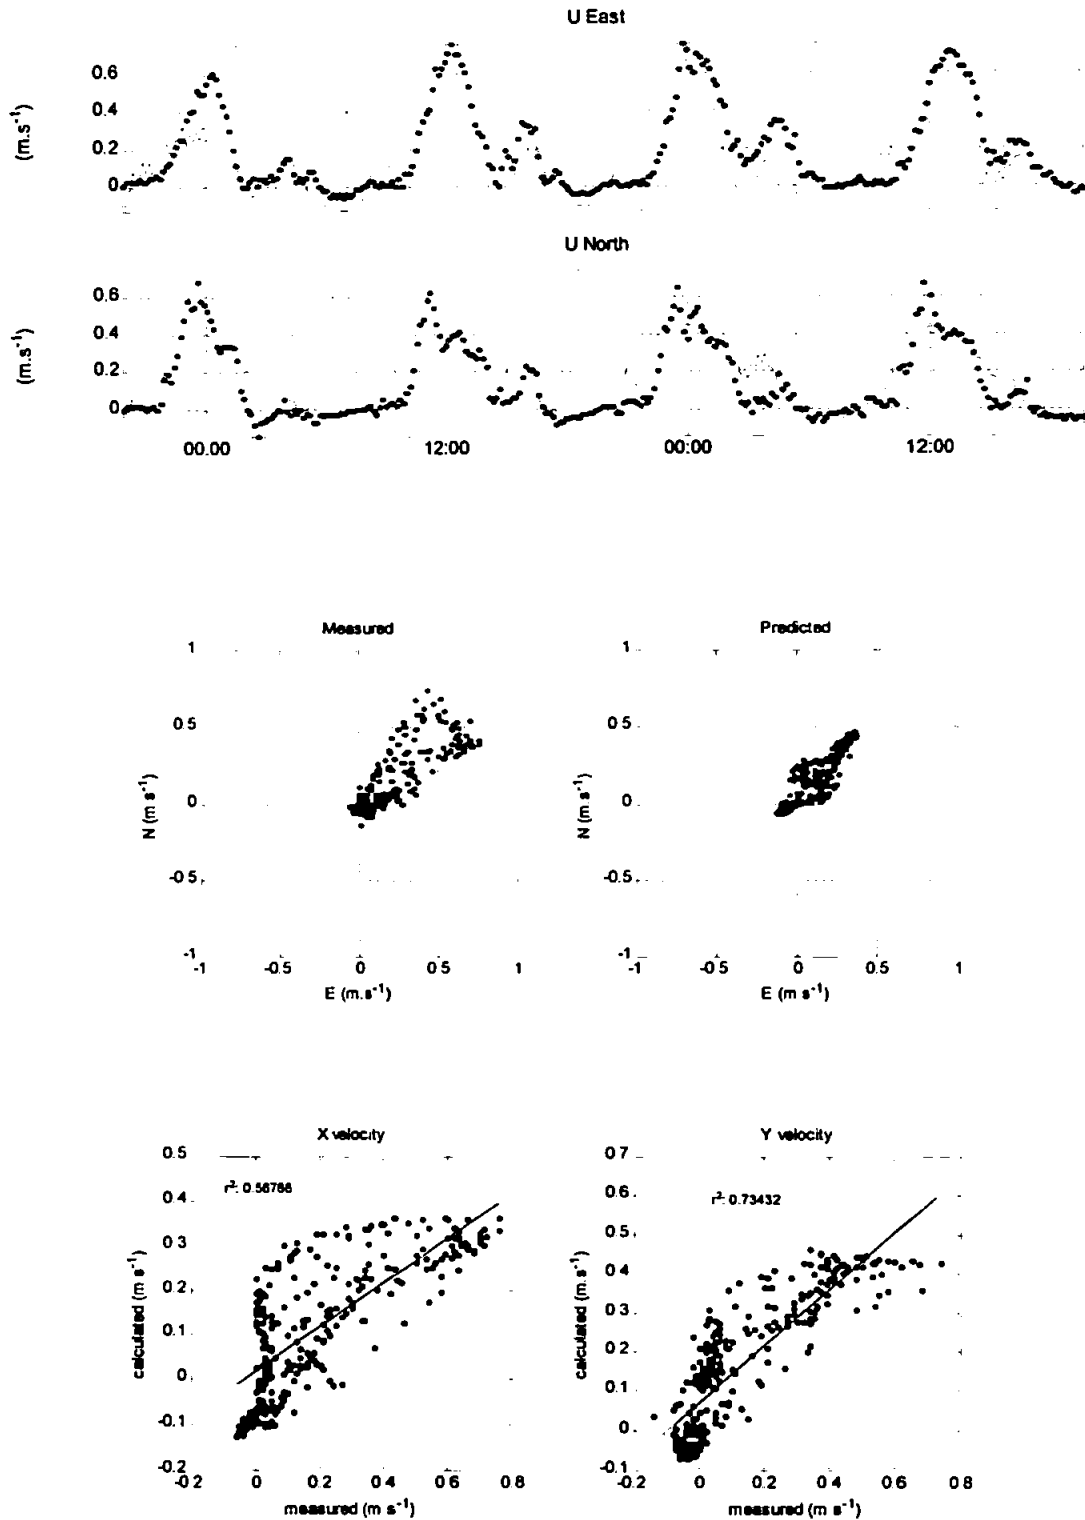 U East
0.6
0.4
0.2
0
(m.s⁻¹)
U North
0.6
0.4
0.2
0
(m.s⁻¹)
00:00 12:00 00:00 12:00
Measured
1
0.5
0
-0.5
-1
N (m s⁻¹)
-1 -0.5 0 0.5 1
E (m.s⁻¹)
Predicted
1
0.5
0
-0.5
-1
N (m s⁻¹)
-1 -0.5 0 0.5 1
E (m s⁻¹)
X velocity
r²: 0.56766
0.5
0.4
0.3
0.2
0.1
0
-0.1
-0.2
calculated (m s⁻¹)
-0.2 0 0.2 0.4 0.6 0.8
measured (m s⁻¹)
Y velocity
r²: 0.73432
0.7
0.6
0.5
0.4
0.3
0.2
0.1
0
-0.1
calculated (m.s⁻¹)
-0.2 0 0.2 0.4 0.6 0.8
measured (m s⁻¹)